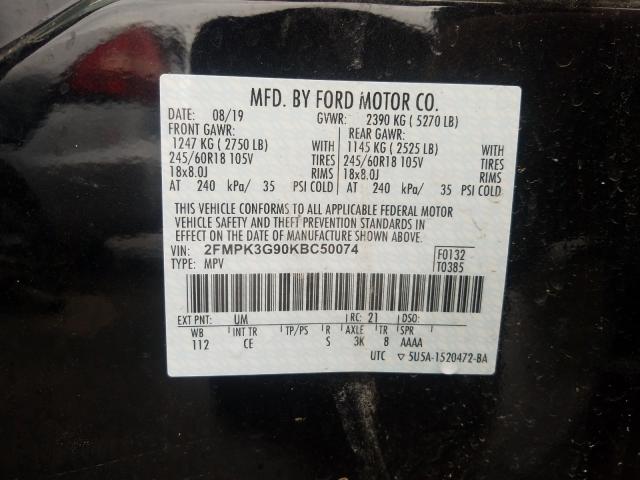 MFD. BY FORD MOTOR CO.
DATE: 08/19 GVWR: 2390 KG ( 5270 LB)
FRONT GAWR: REAR GAWR:
1247 KG ( 2750 LB) WITH 1145 KG ( 2525 LB) WITH
245/60R18 105V TIRES 245/60R18 105V TIRES
18x8.0J RIMS 18x8.0J RIMS
AT 240 kPa/ 35 PSI COLD AT 240 kPa/ 35 PSI COLD
THIS VEHICLE CONFORMS TO ALL APPLICABLE FEDERAL MOTOR
VEHICLE SAFETY AND THEFT PREVENTION STANDARDS IN
EFFECT ON THE DATE OF MANUFACTURE SHOWN ABOVE.
VIN: 2FMPK3G90KBC50074 F0132
TYPE: MPV T0385
EXT PNT: UM RC: 21 DSO:
WB INT TR TP/PS R AXLE TR SPR
112 CE S 3K 8 AAAA
UTC ▽ 5U5A-1520472-BA